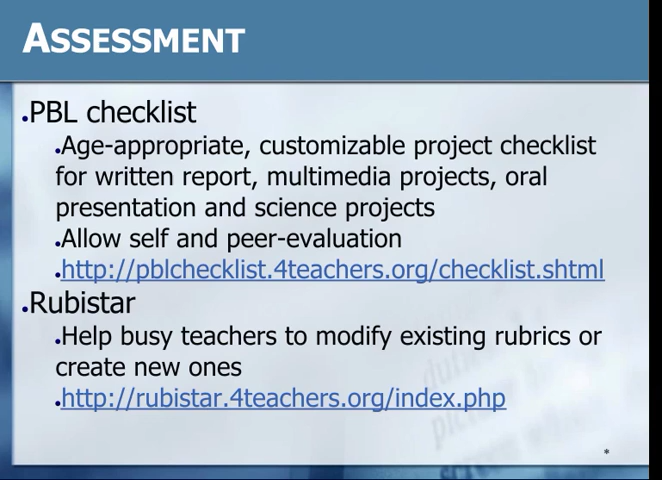 ASSESSMENT
•PBL checklist
•Age-appropriate, customizable project checklist
for written report, multimedia projects, oral
presentation and science projects
•Allow self and peer-evaluation
•http://pblchecklist.4teachers.org/checklist.shtml
•Rubistar
•Help busy teachers to modify existing rubrics or
create new ones
•http://rubistar.4teachers.org/index.php
*